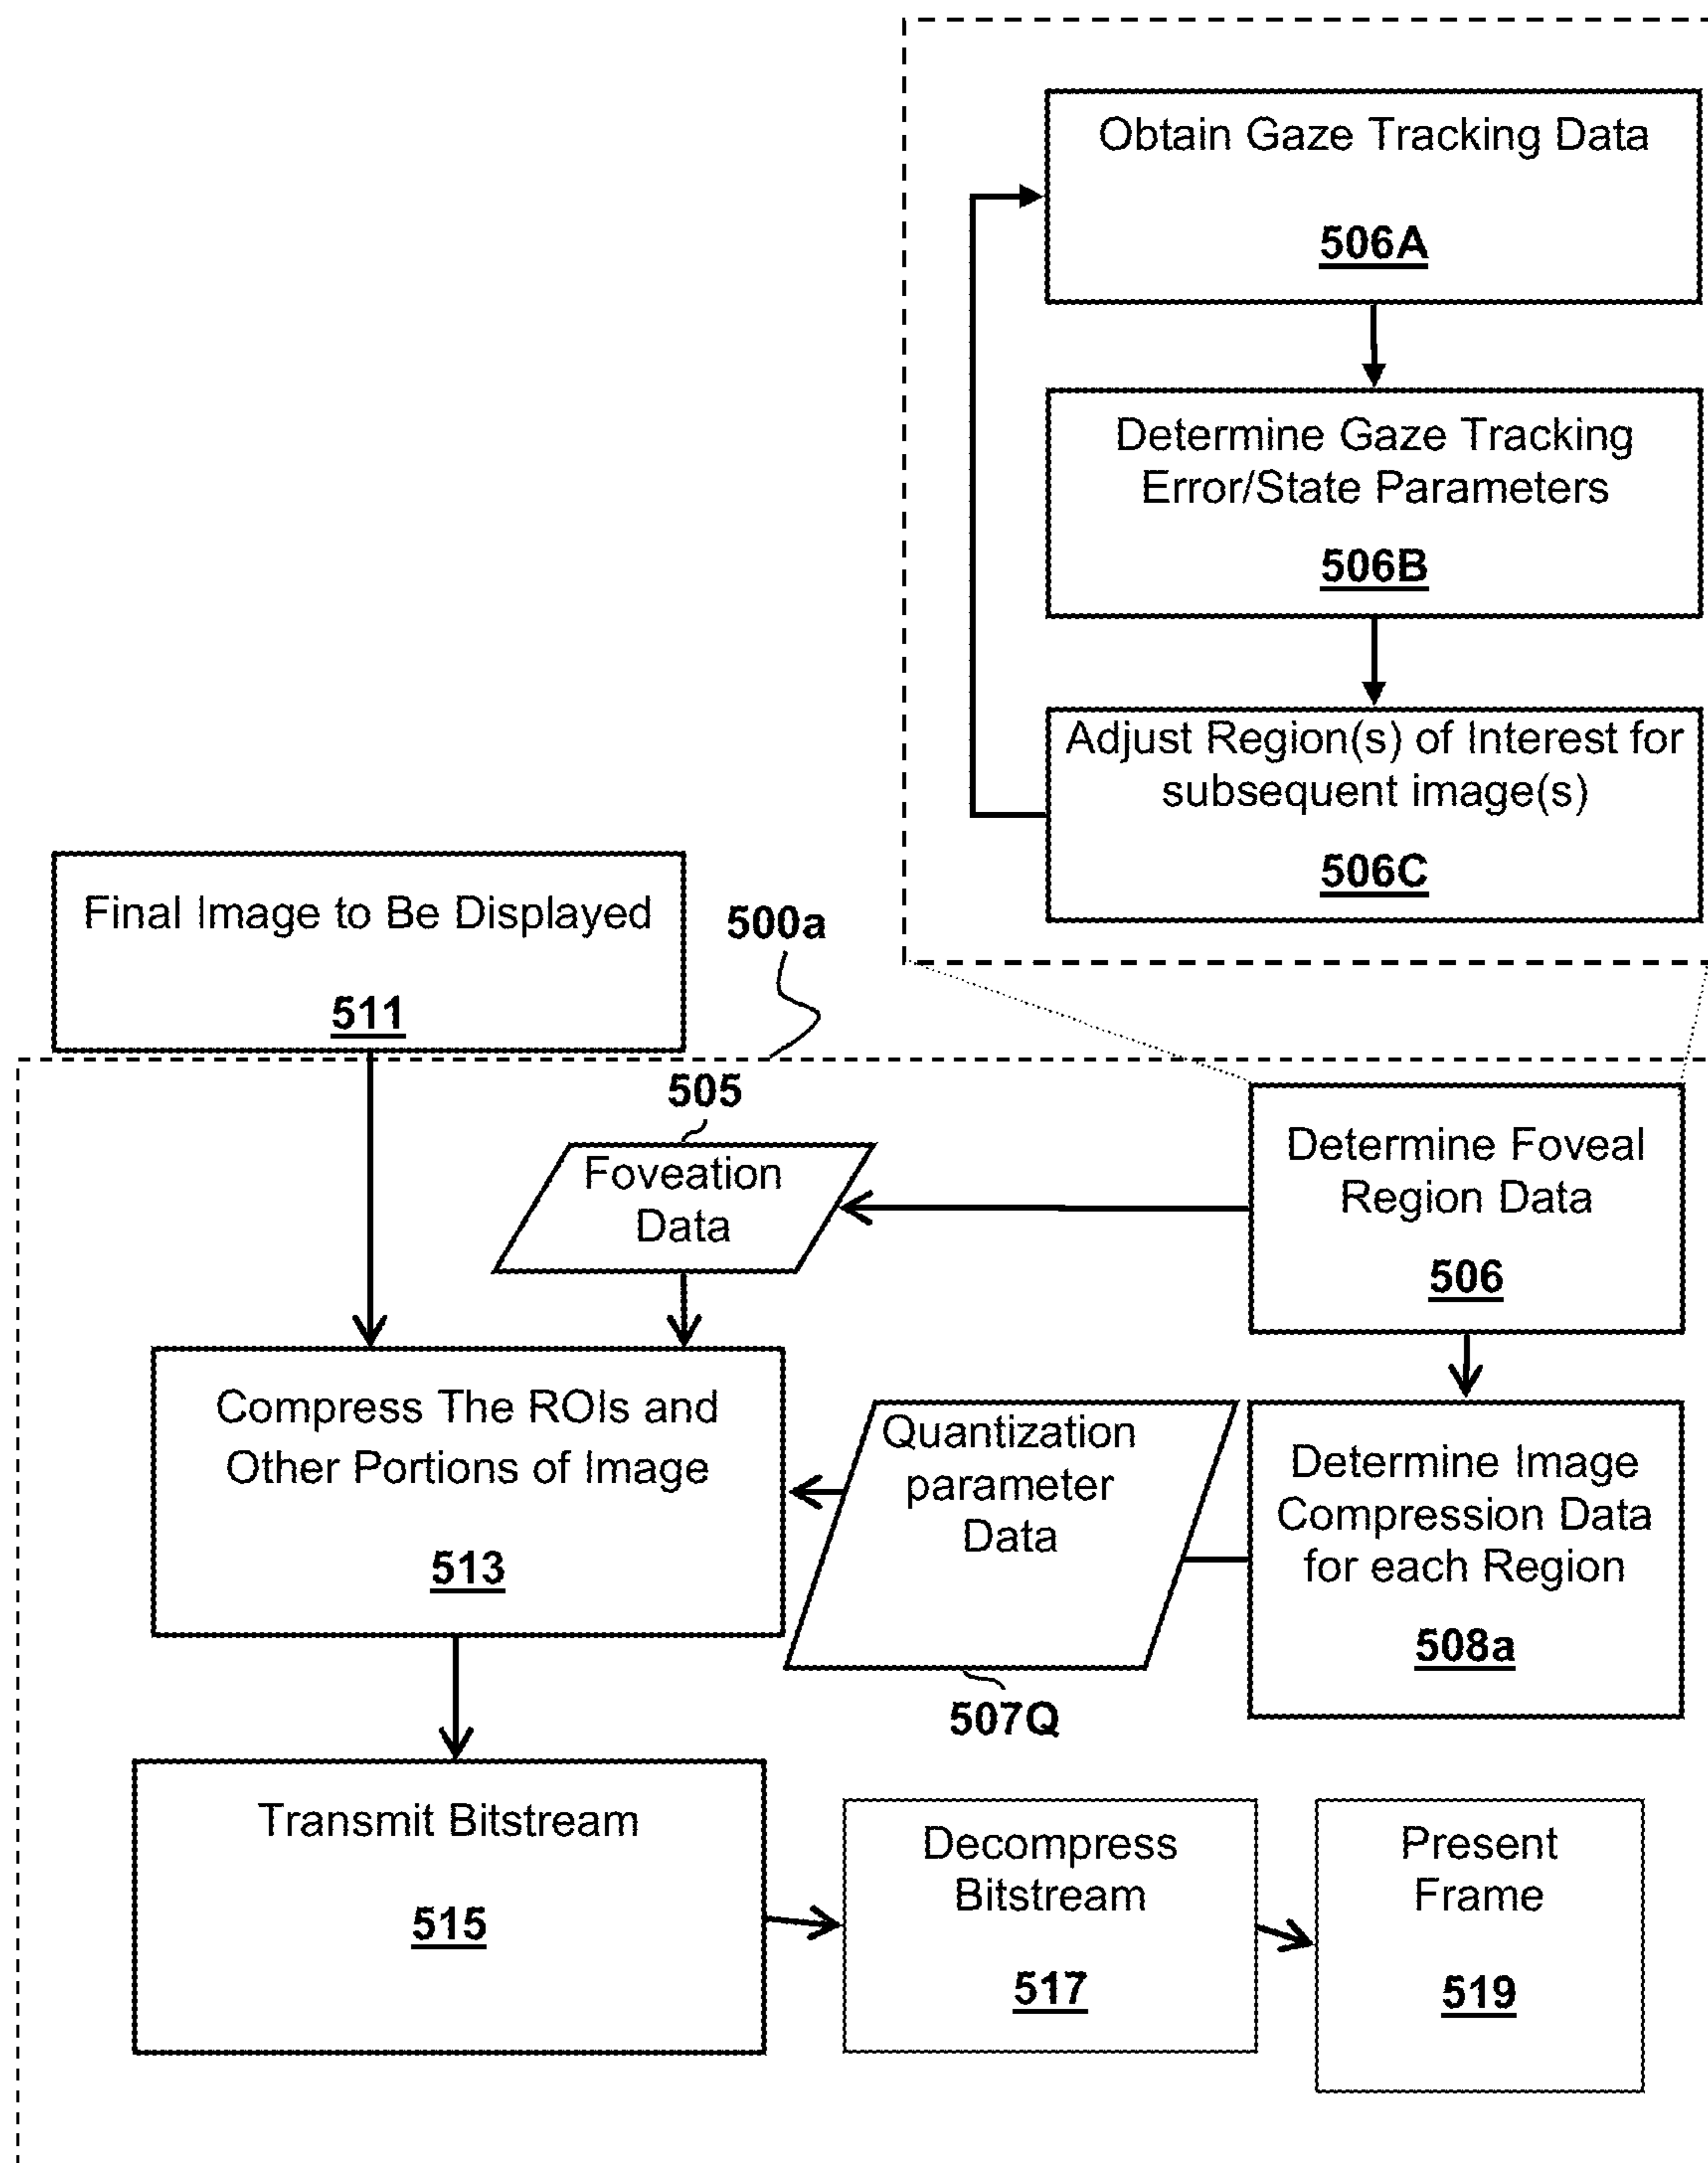 Obtain Gaze Tracking Data
506A
Determine Gaze Tracking
Error/State Parameters
506B
Adjust Region(s) of Interest for
subsequent image(s)
506C
Final Image to Be Displayed
511
500a
505
Foveation
Data
Determine Foveal
Region Data
506
Compress The ROIs and
Other Portions of Image
513
Quantization
parameter
Data
507Q
Determine Image
Compression Data
for each Region
508a
Transmit Bitstream
515
Decompress
Bitstream
517
Present
Frame
519